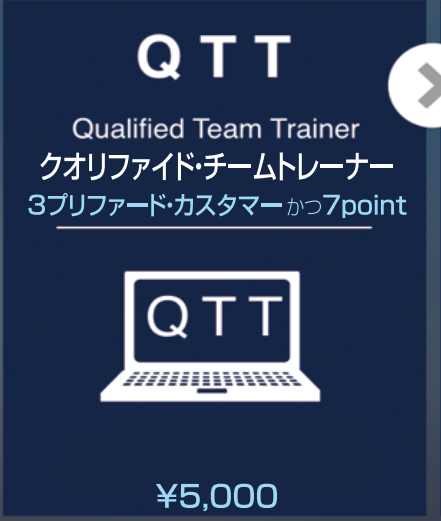 QTT
Qualified Team Trainer
クオリファイド・チームトレーナー
3プリファード・カスタマーかつ7point
QTT
¥5,000